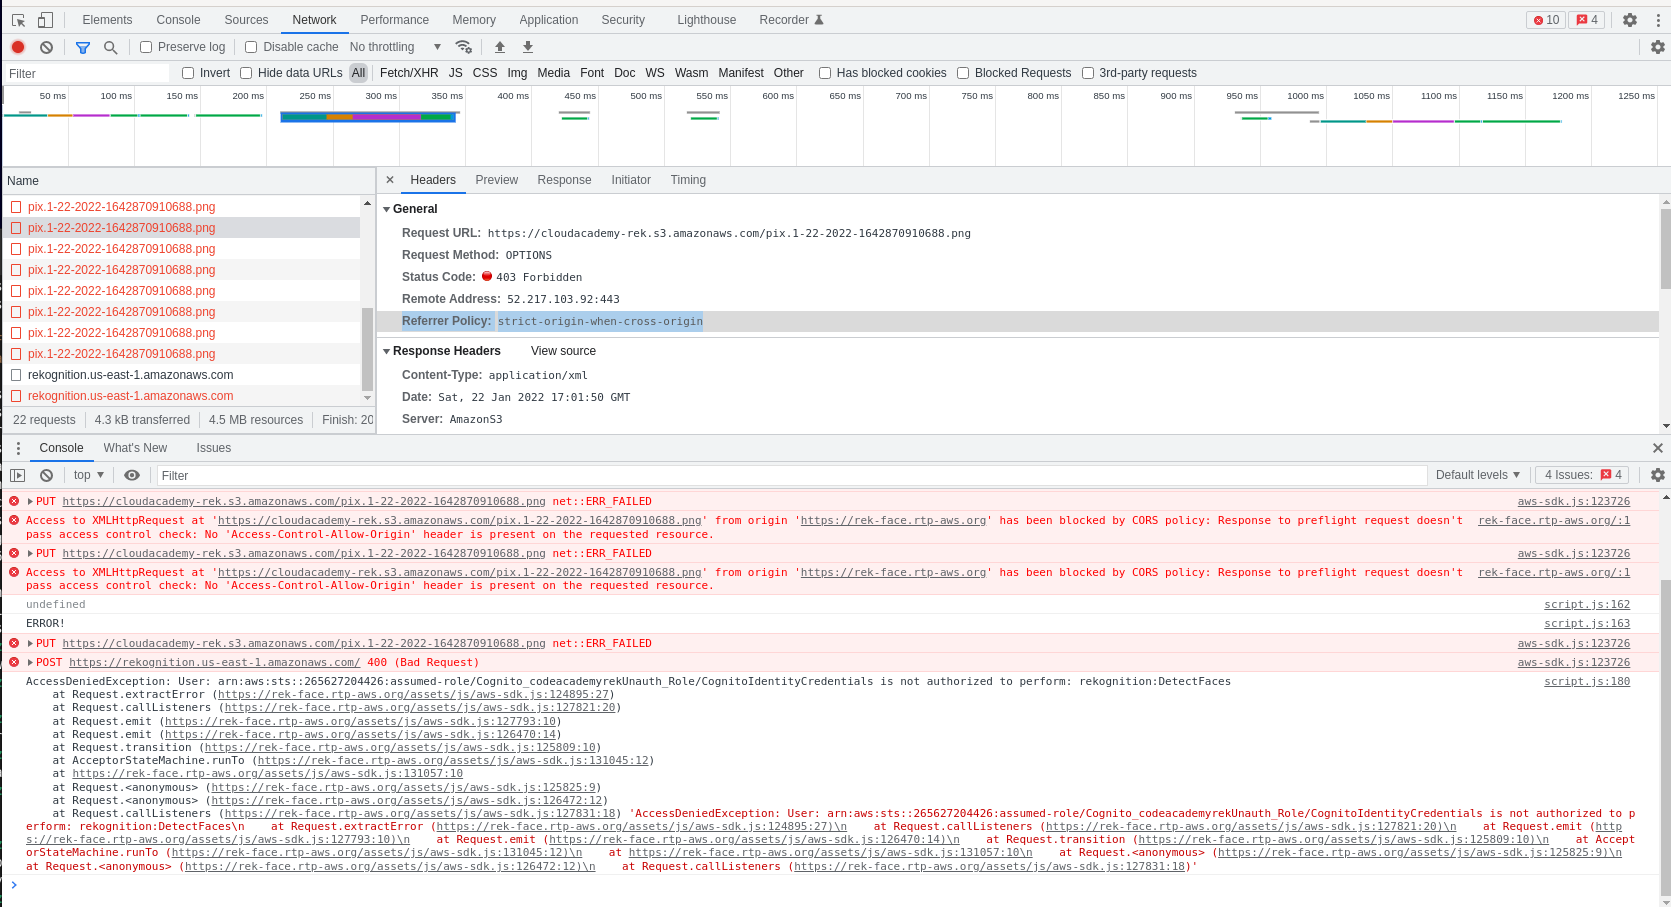 Elements Console Sources Network Performance Memory Application Security Lighthouse Recorder 10 4
Preserve log Disable cache No throttling
Filter Invert Hide data URLs All Fetch/XHR JS CSS Img Media Font Doc WS Wasm Manifest Other Has blocked cookies Blocked Requests 3rd-party requests
50 ms 100 ms 150 ms 200 ms 250 ms 300 ms 350 ms 400 ms 450 ms 500 ms 550 ms 600 ms 650 ms 700 ms 750 ms 800 ms 850 ms 900 ms 950 ms 1000 ms 1050 ms 1100 ms 1150 ms 1200 ms 1250 ms
Name
pix.1-22-2022-1642870910688.png
pix.1-22-2022-1642870910688.png
pix.1-22-2022-1642870910688.png
pix.1-22-2022-1642870910688.png
pix.1-22-2022-1642870910688.png
pix.1-22-2022-1642870910688.png
pix.1-22-2022-1642870910688.png
pix.1-22-2022-1642870910688.png
rekognition.us-east-1.amazonaws.com
rekognition.us-east-1.amazonaws.com
22 requests 4.3 kB transferred 4.5 MB resources Finish: 20
× Headers Preview Response Initiator Timing
General
Request URL: https://cloudacademy-rek.s3.amazonaws.com/pix.1-22-2022-1642870910688.png
Request Method: OPTIONS
Status Code: 403 Forbidden
Remote Address: 52.217.103.92:443
Referrer Policy: strict-origin-when-cross-origin
Response Headers View source
Content-Type: application/xml
Date: Sat, 22 Jan 2022 17:01:50 GMT
Server: AmazonS3
Console What's New Issues
top Filter Default levels 4 Issues: 4
PUT https://cloudacademy-rek.s3.amazonaws.com/pix.1-22-2022-1642870910688.png net::ERR_FAILED aws-sdk.js:123726
Access to XMLHttpRequest at 'https://cloudacademy-rek.s3.amazonaws.com/pix.1-22-2022-1642870910688.png' from origin 'https://rek-face.rtp-aws.org' has been blocked by CORS policy: Response to preflight request doesn't rek-face.rtp-aws.org/:1
pass access control check: No 'Access-Control-Allow-Origin' header is present on the requested resource.
PUT https://cloudacademy-rek.s3.amazonaws.com/pix.1-22-2022-1642870910688.png net::ERR_FAILED aws-sdk.js:123726
Access to XMLHttpRequest at 'https://cloudacademy-rek.s3.amazonaws.com/pix.1-22-2022-1642870910688.png' from origin 'https://rek-face.rtp-aws.org' has been blocked by CORS policy: Response to preflight request doesn't rek-face.rtp-aws.org/:1
pass access control check: No 'Access-Control-Allow-Origin' header is present on the requested resource.
undefined script.js:162
ERROR! script.js:163
PUT https://cloudacademy-rek.s3.amazonaws.com/pix.1-22-2022-1642870910688.png net::ERR_FAILED aws-sdk.js:123726
POST https://rekognition.us-east-1.amazonaws.com/ 400 (Bad Request) aws-sdk.js:123726
AccessDeniedException: User: arn:aws:sts::265627204426:assumed-role/Cognito_codeacademyrekUnauth_Role/CognitoIdentityCredentials is not authorized to perform: rekognition:DetectFaces script.js:180
at Request.extractError (https://rek-face.rtp-aws.org/assets/js/aws-sdk.js:124895:27)
at Request.callListeners (https://rek-face.rtp-aws.org/assets/js/aws-sdk.js:127821:20)
at Request.emit (https://rek-face.rtp-aws.org/assets/js/aws-sdk.js:127793:10)
at Request.emit (https://rek-face.rtp-aws.org/assets/js/aws-sdk.js:126470:14)
at Request.transition (https://rek-face.rtp-aws.org/assets/js/aws-sdk.js:125809:10)
at AcceptorStateMachine.runTo (https://rek-face.rtp-aws.org/assets/js/aws-sdk.js:131045:12)
at https://rek-face.rtp-aws.org/assets/js/aws-sdk.js:131057:10
at Request.<anonymous> (https://rek-face.rtp-aws.org/assets/js/aws-sdk.js:125825:9)
at Request.<anonymous> (https://rek-face.rtp-aws.org/assets/js/aws-sdk.js:126472:12)
at Request.callListeners (https://rek-face.rtp-aws.org/assets/js/aws-sdk.js:127831:18) 'AccessDeniedException: User: arn:aws:sts::265627204426:assumed-role/Cognito_codeacademyrekUnauth_Role/CognitoIdentityCredentials is not authorized to p
erform: rekognition:DetectFaces\n at Request.extractError (https://rek-face.rtp-aws.org/assets/js/aws-sdk.js:124895:27)\n at Request.callListeners (https://rek-face.rtp-aws.org/assets/js/aws-sdk.js:127821:20)\n at Request.emit (http
s://rek-face.rtp-aws.org/assets/js/aws-sdk.js:127793:10)\n at Request.emit (https://rek-face.rtp-aws.org/assets/js/aws-sdk.js:126470:14)\n at Request.transition (https://rek-face.rtp-aws.org/assets/js/aws-sdk.js:125809:10)\n at Accept
orStateMachine.runTo (https://rek-face.rtp-aws.org/assets/js/aws-sdk.js:131045:12)\n at https://rek-face.rtp-aws.org/assets/js/aws-sdk.js:131057:10\n at Request.<anonymous> (https://rek-face.rtp-aws.org/assets/js/aws-sdk.js:125825:9)\n
at Request.<anonymous> (https://rek-face.rtp-aws.org/assets/js/aws-sdk.js:126472:12)\n at Request.callListeners (https://rek-face.rtp-aws.org/assets/js/aws-sdk.js:127831:18)'